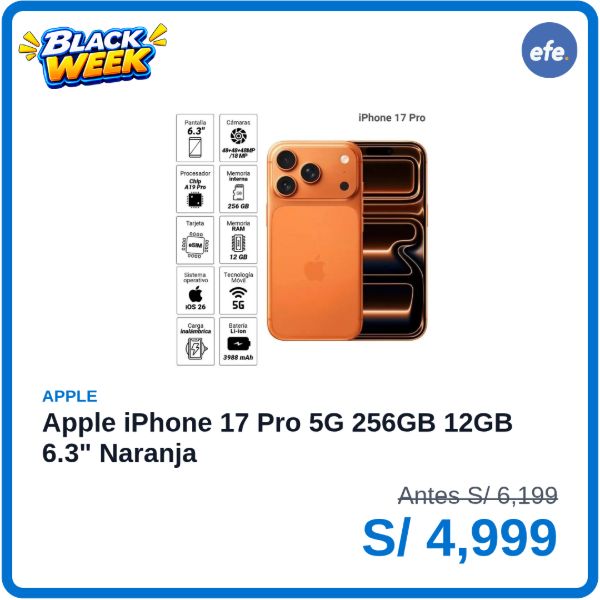 BLACK
WEEK
efe.
iPhone 17 Pro
Pantalla
6.3"
Cámaras
48+48+48MP
/18 MP
Procesador
Chip
A19 Pro
Memoria
interna
256 GB
Tarjeta
eSIM
Memoria
RAM
12 GB
Sistema
operativo
iOS 26
Tecnología
Móvil
5G
Carga
inalámbrica
Batería
Li-ion
3988 mAh
APPLE
Apple iPhone 17 Pro 5G 256GB 12GB
6.3" Naranja
Antes S/ 6,199
S/ 4,999